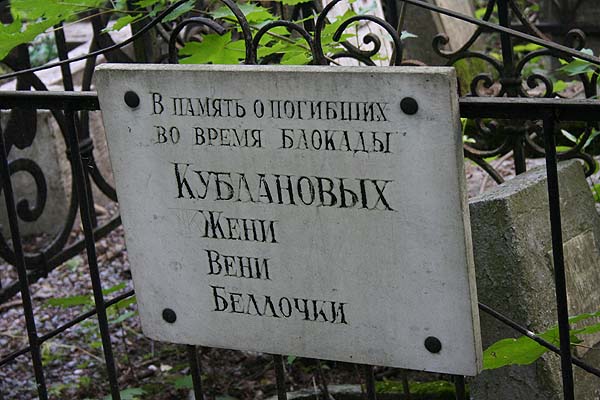 В память о погибших
во время блокады
Кублановых
Жени
Вени
Беллочки